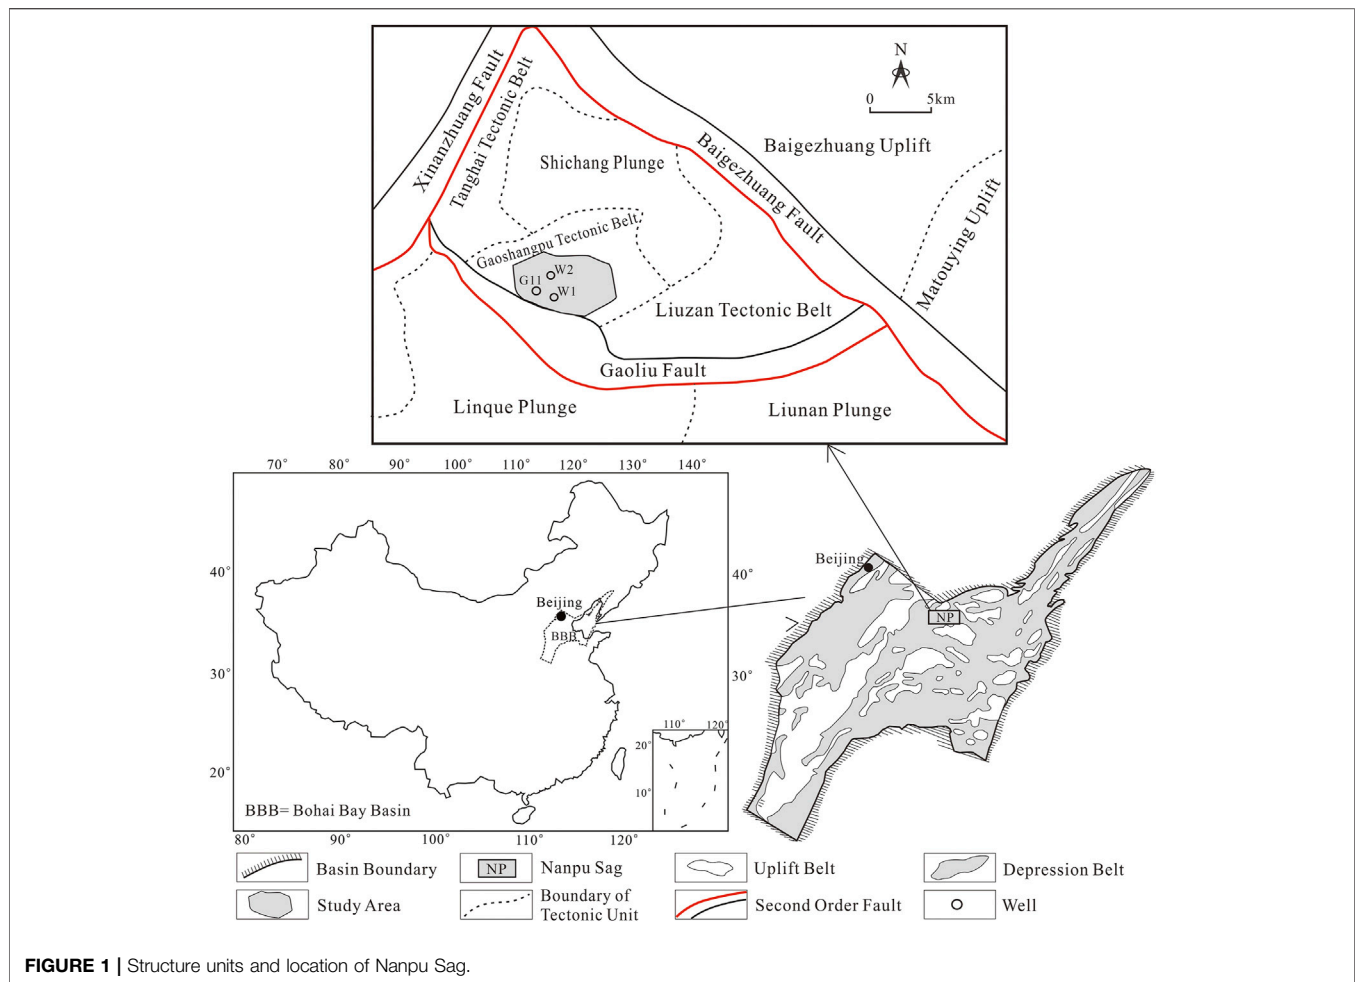 N
0 5km
Xinanzhuang Fault
Tanghai Tectonic Belt
Shichang Plunge
Baigezhuang Fault
Baigezhuang Uplift
Matouying Uplift
Gaoshangpu Tectonic Belt
W2
G11
W1
Liuzan Tectonic Belt
Gaoliu Fault
Linque Plunge
Liunan Plunge
70° 80° 90° 100° 110° 120° 130° 140°
40° 40°
Beijing
BBB
30° 30°
20°
110° 120°
20°
10°
BBB= Bohai Bay Basin
80° 90° 100° 110° 120°
Beijing
NP
Basin Boundary
NP
Nanpu Sag
Uplift Belt
Depression Belt
Study Area
Boundary of
Tectonic Unit
Second Order Fault
Well
FIGURE 1 | Structure units and location of Nanpu Sag.